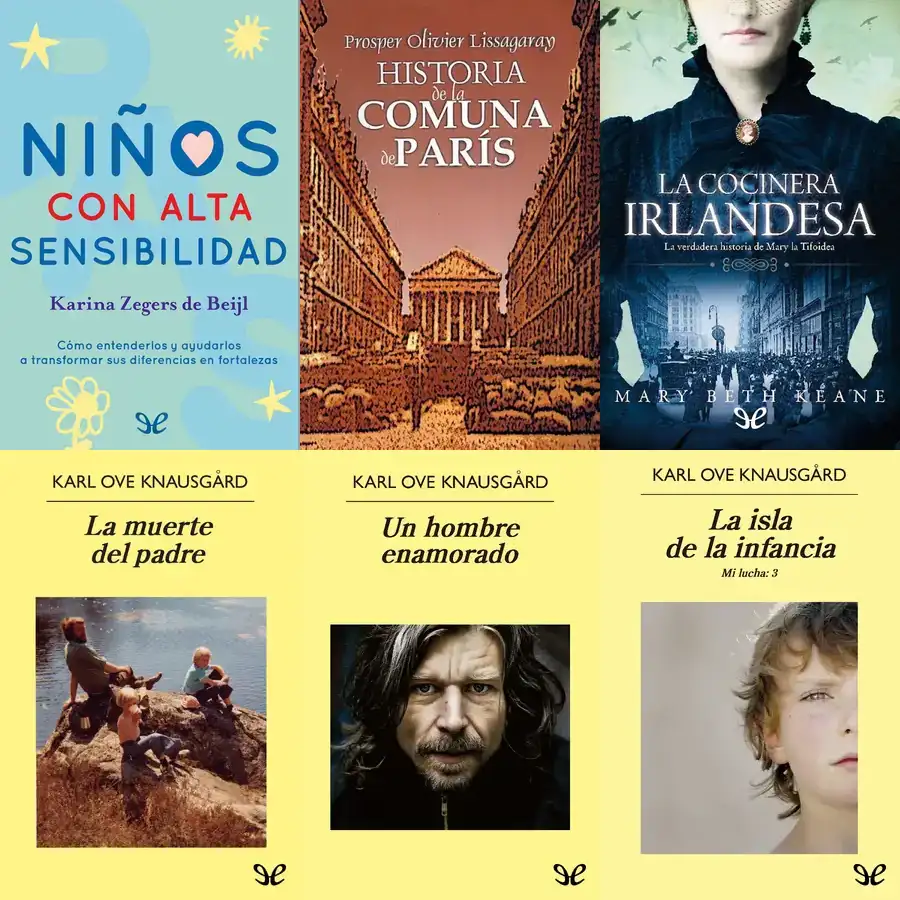 NIÑOS
CON ALTA
SENSIBILIDAD
Karina Zegers de Beijl
Cómo entenderlos y ayudarlos
a transformar sus diferencias en fortalezas
Prosper Olivier Lissagaray
HISTORIA
de la
COMUNA
de PARÍS
LA COCINERA
IRLANDESA
La verdadera historia de Mary la Tifoidea
MARY BETH KEANE
KARL OVE KNAUSGÅRD
La muerte
del padre
KARL OVE KNAUSGÅRD
Un hombre
enamorado
KARL OVE KNAUSGÅRD
La isla
de la infancia
Mi lucha: 3